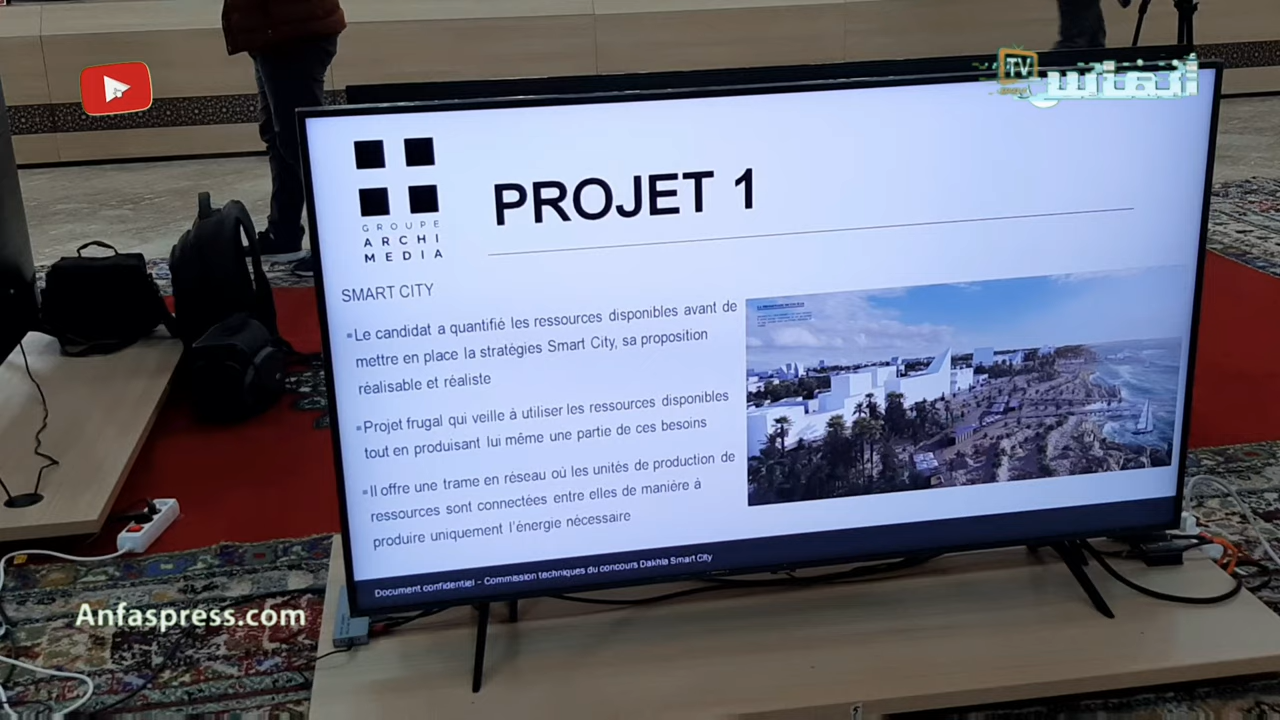 TV
أنفاس
PROJET 1
GROUPE
ARCHI
MEDIA
SMART CITY
▪Le candidat a quantifié les ressources disponibles avant de
mettre en place la stratégies Smart City, sa proposition
réalisable et réaliste
▪Projet frugal qui veille à utiliser les ressources disponibles
tout en produisant lui même une partie de ces besoins
▪Il offre une trame en réseau où les unités de production de
ressources sont connectées entre elles de manière à
produire uniquement l'énergie nécessaire
Document confidentiel – Commission techniques du concours Dakhla Smart City
Anfaspress.com